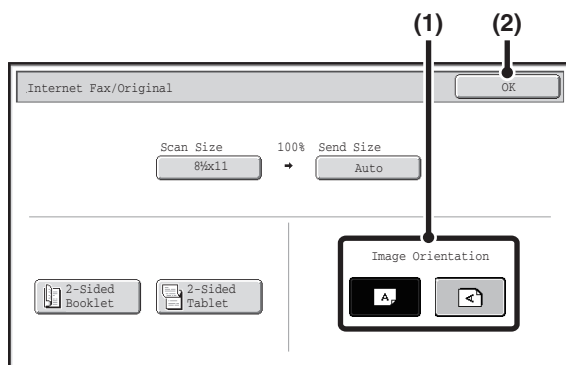 (1) (2)
Internet Fax/Original OK
Scan Size 100% Send Size
8½x11 → Auto
Image Orientation
2-Sided Booklet
2-Sided Tablet
A A